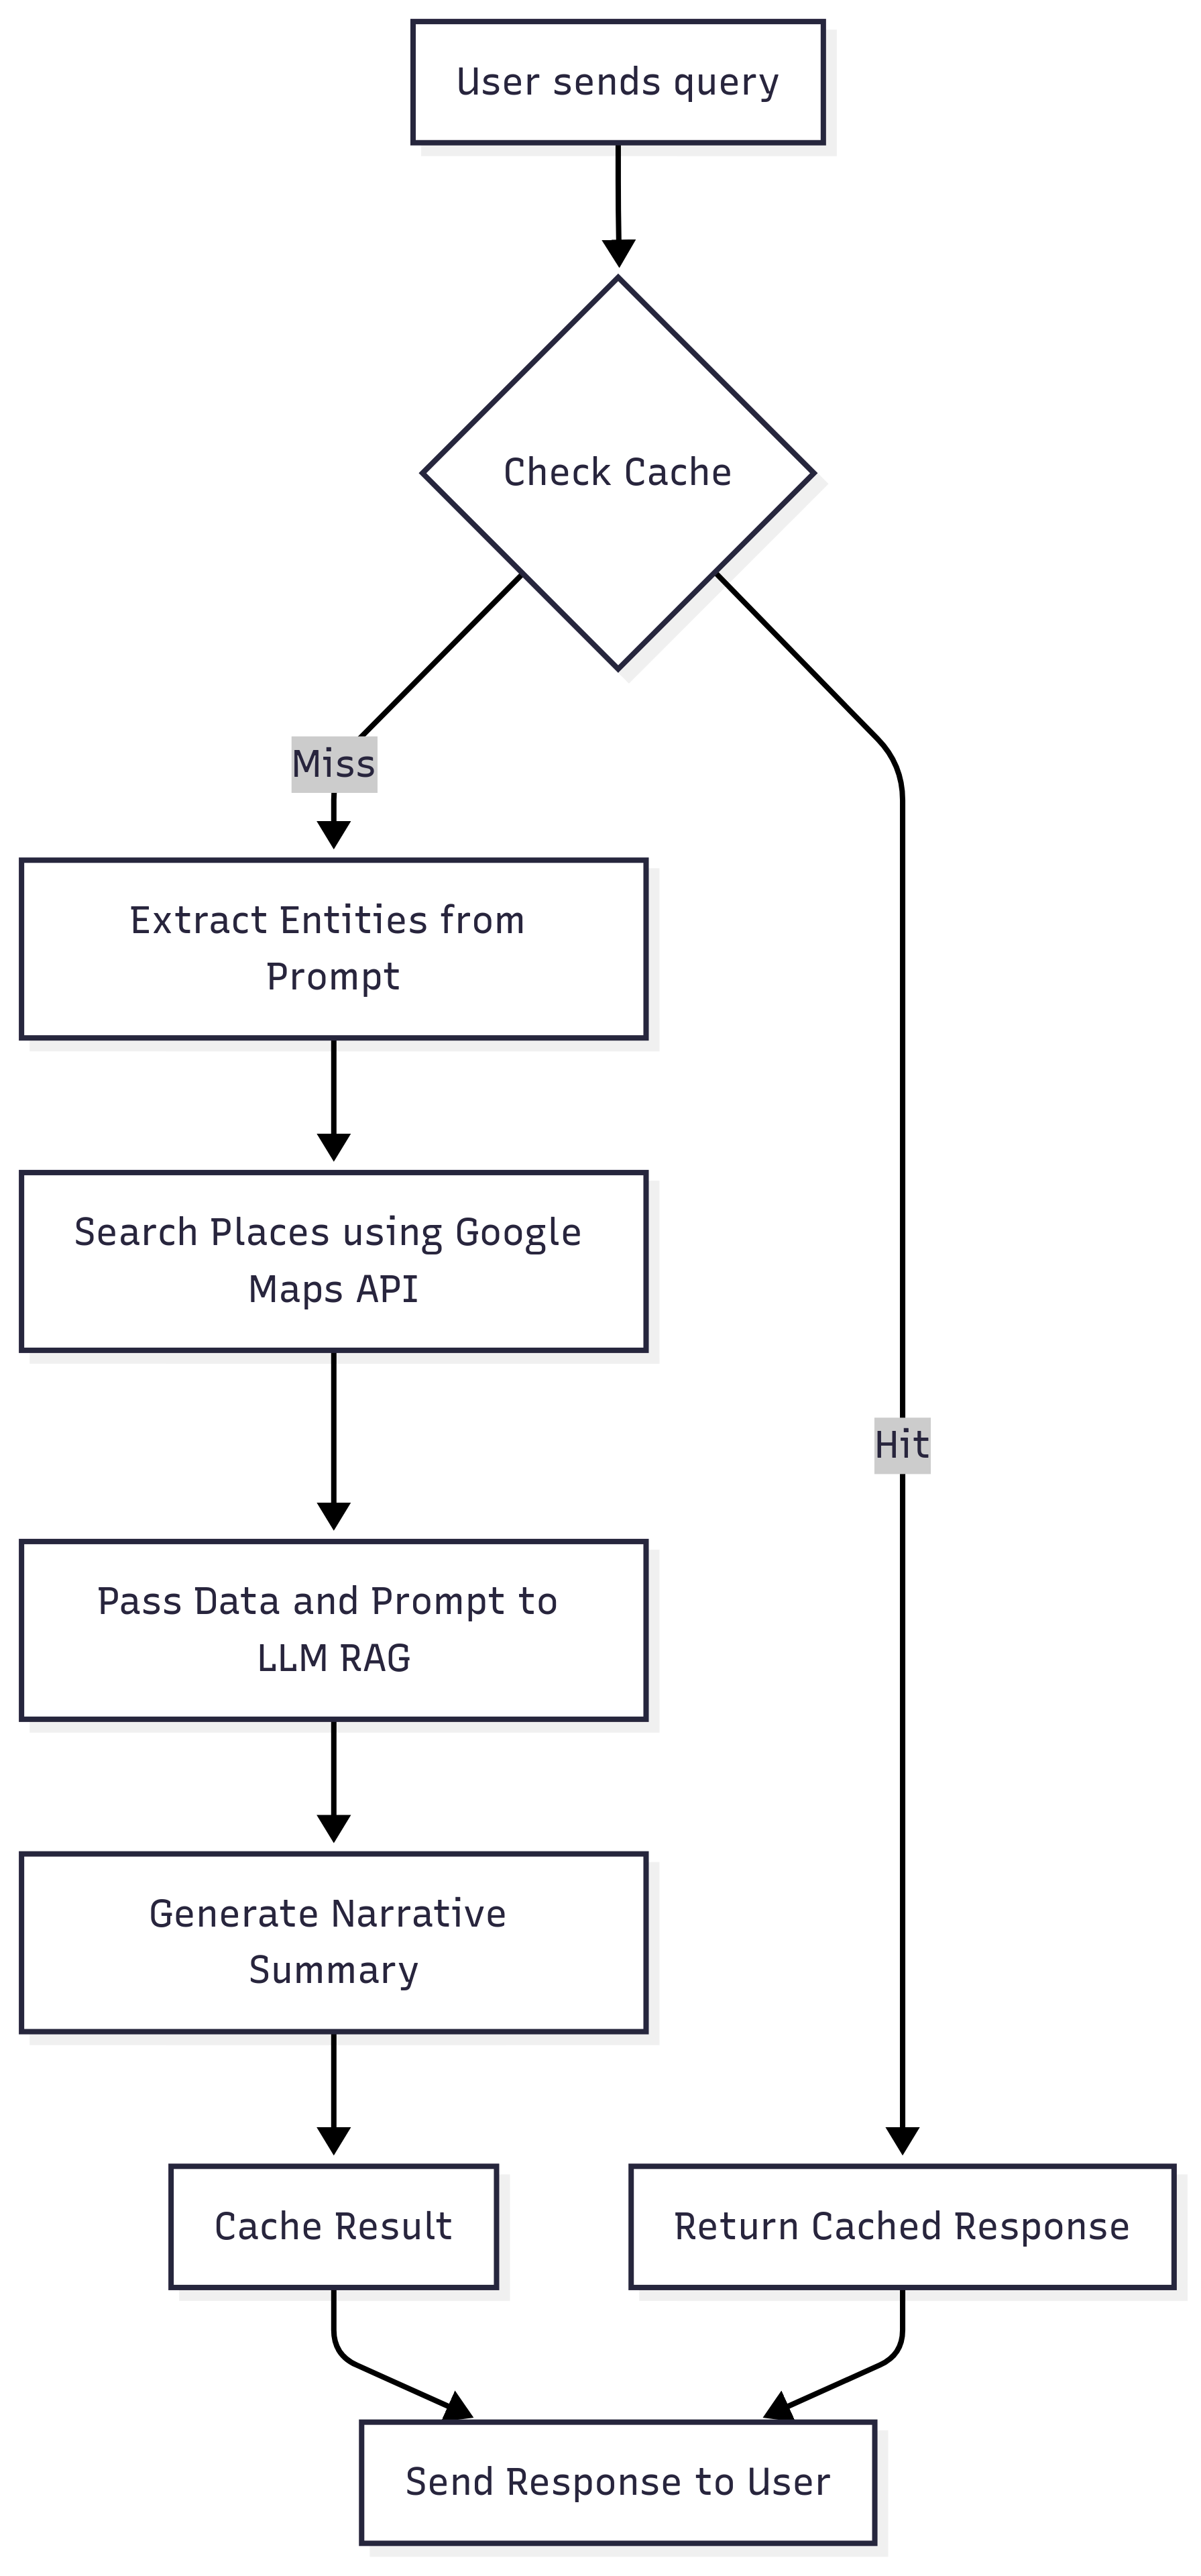 User sends query
Check Cache
Miss
Extract Entities from
Prompt
Search Places using Google
Maps API
Hit
Pass Data and Prompt to
LLM RAG
Generate Narrative
Summary
Cache Result
Return Cached Response
Send Response to User